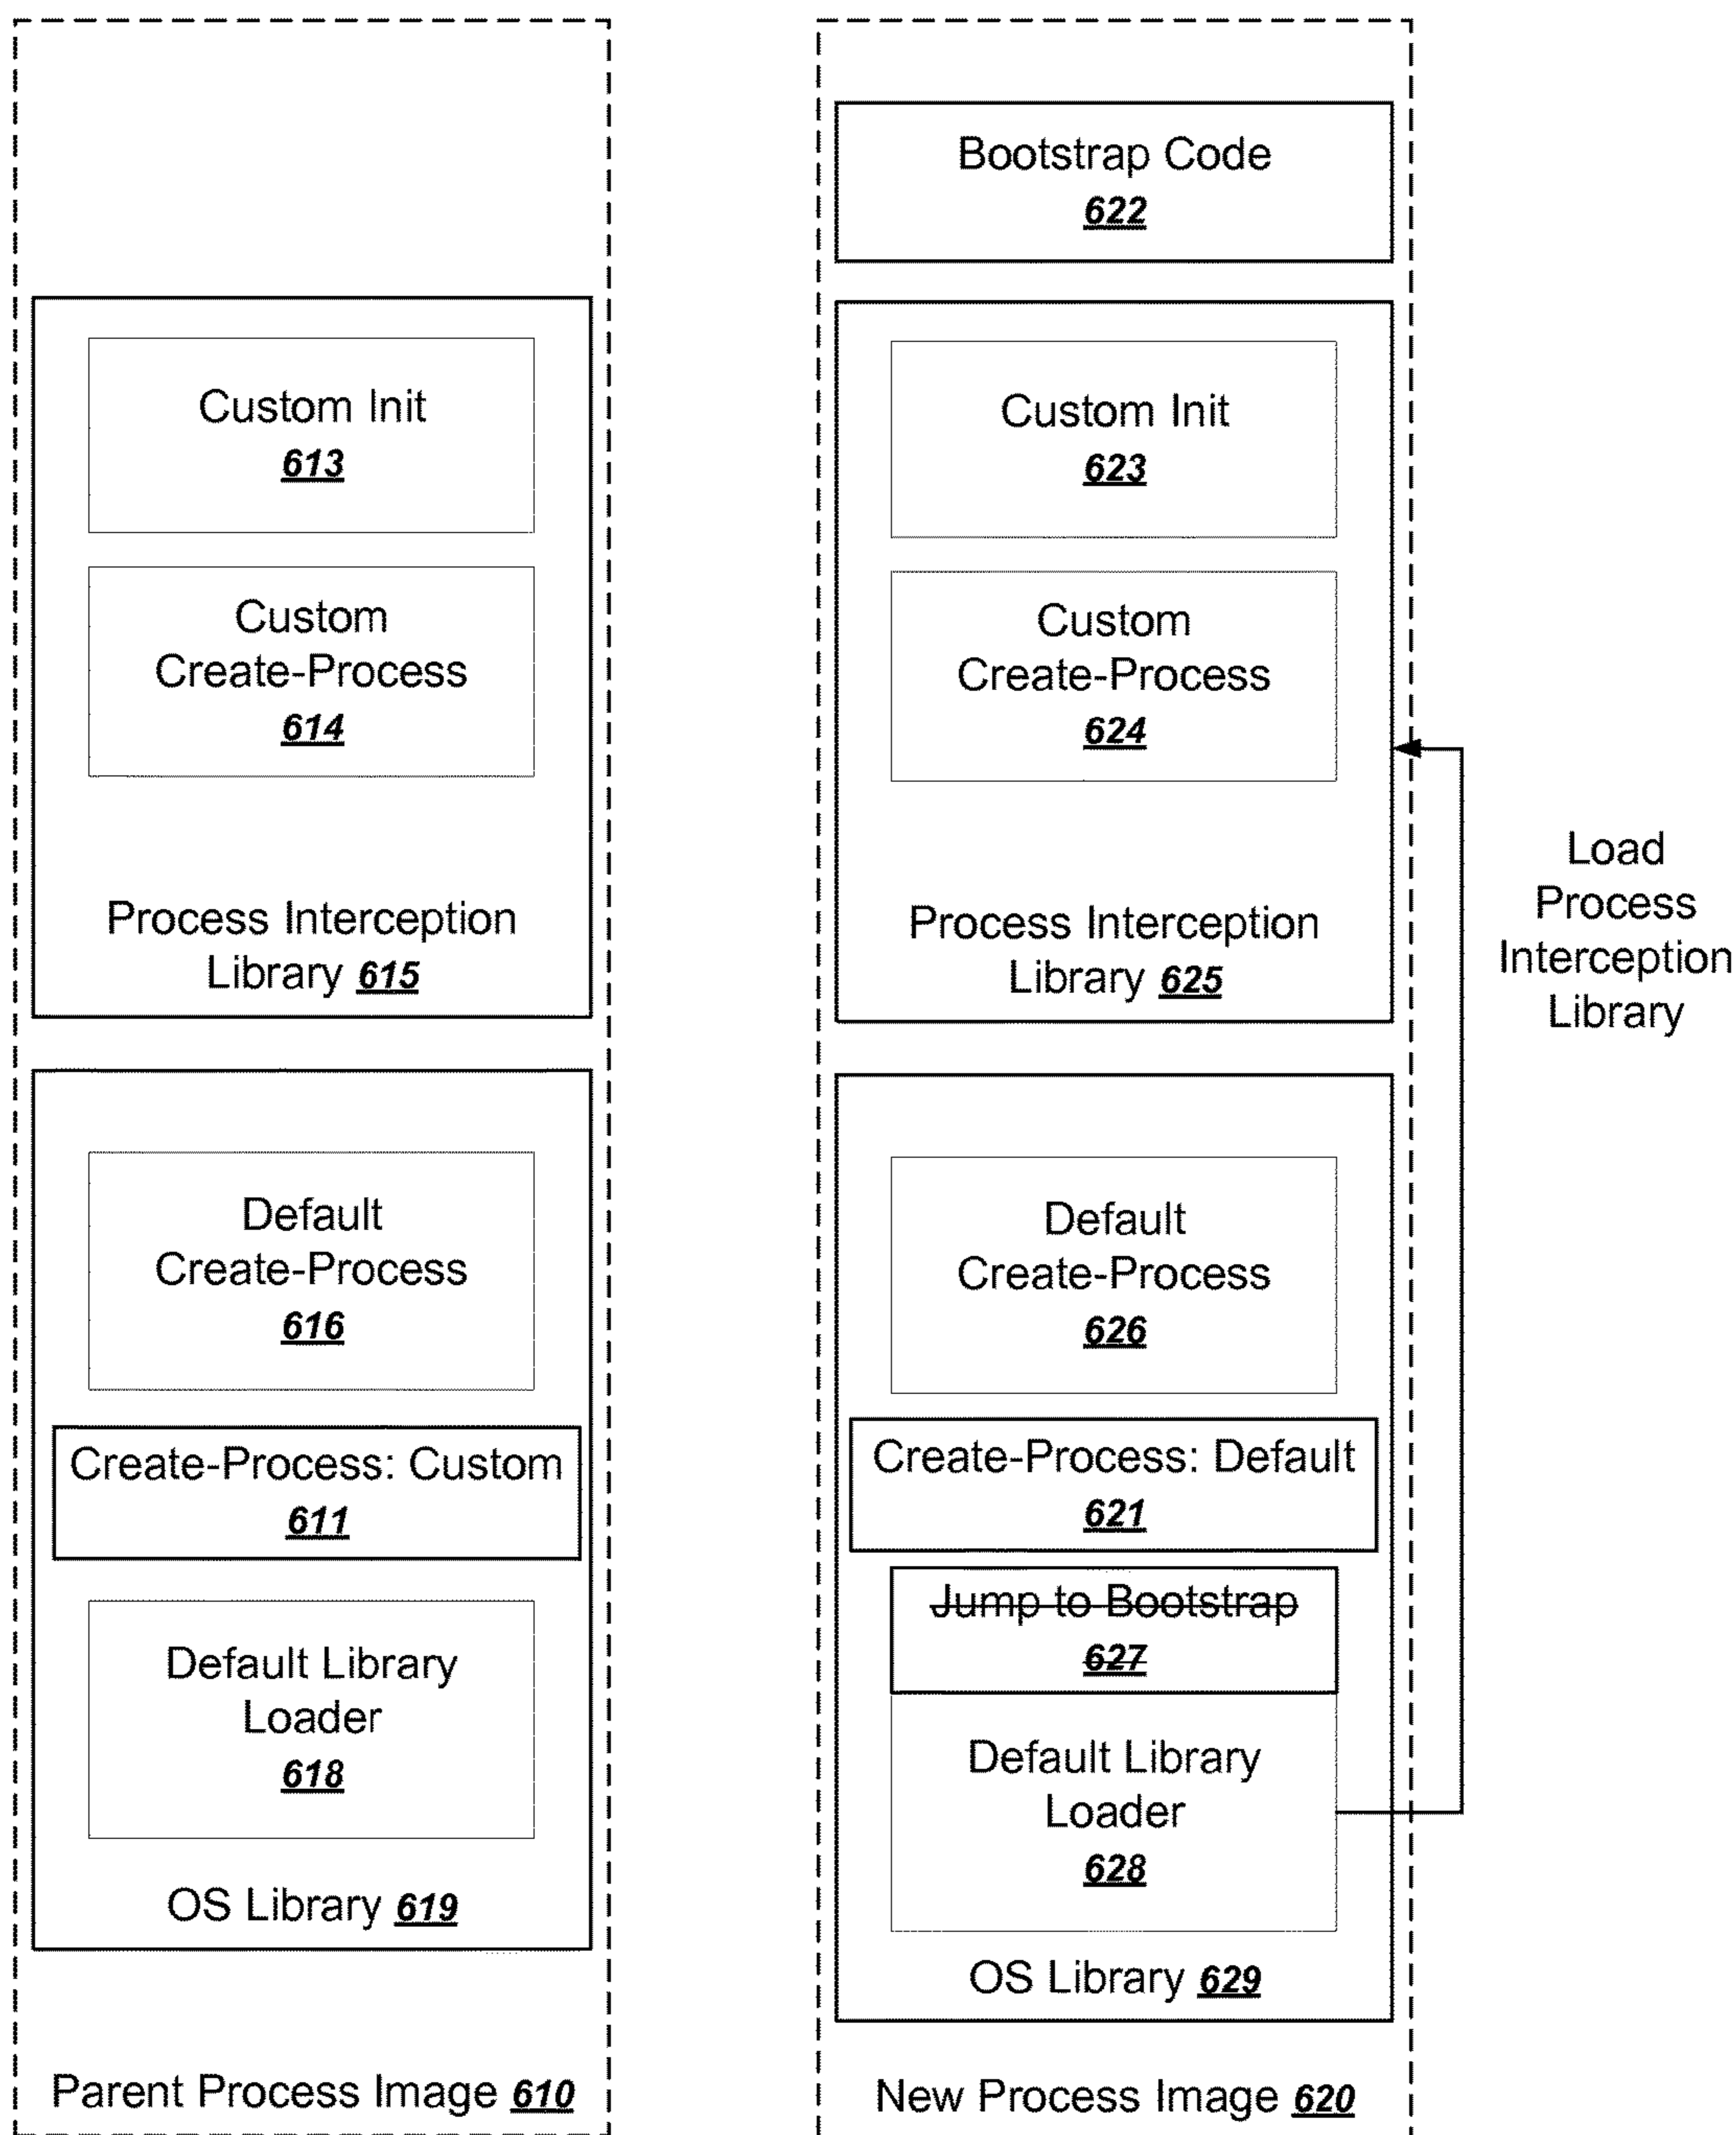 Custom Init
613
Custom
Create-Process
614
Process Interception
Library 615
Default
Create-Process
616
Create-Process: Custom
611
Default Library
Loader
618
OS Library 619
Parent Process Image 610
Bootstrap Code
622
Custom Init
623
Custom
Create-Process
624
Process Interception
Library 625
Default
Create-Process
626
Create-Process: Default
621
Jump to Bootstrap
627
Default Library
Loader
628
OS Library 629
New Process Image 620
Load
Process
Interception
Library